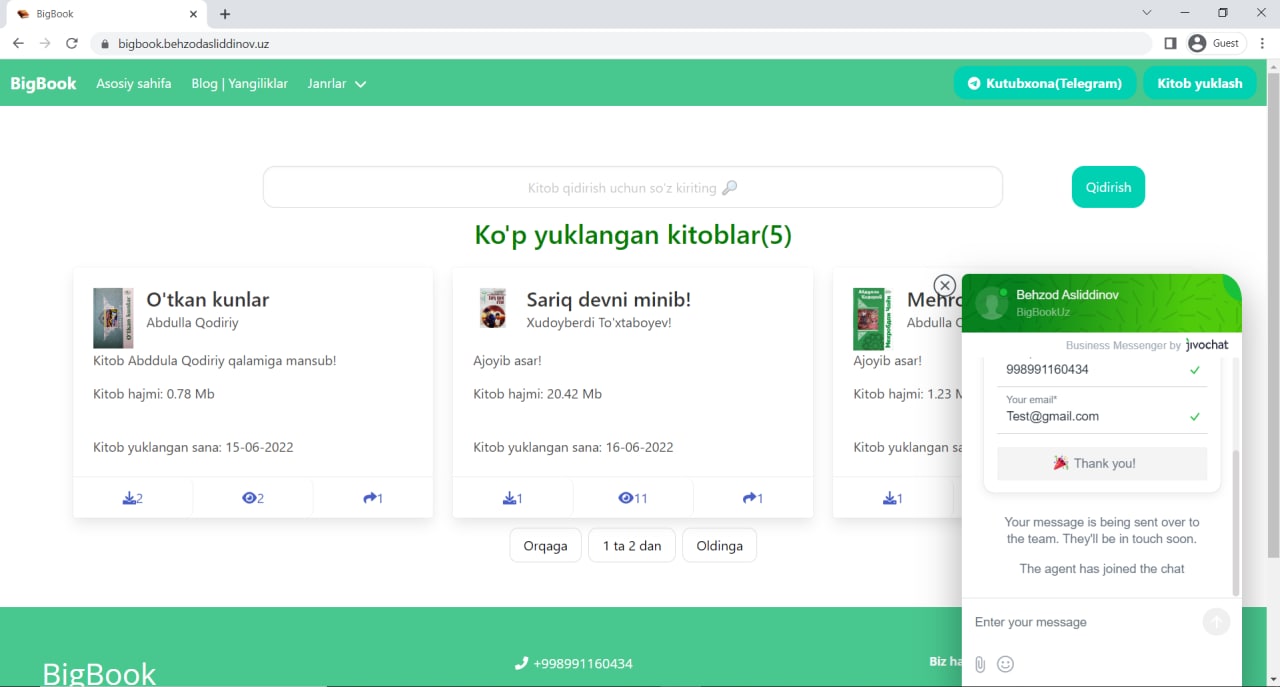 BigBook
bigbook.behzodasliddinov.uz
Guest
BigBook
Asosiy sahifa
Blog | Yangiliklar
Janrlar
Kutubxona(Telegram)
Kitob yuklash
Kitob qidirish uchun so'z kiriting
Qidirish
Ko'p yuklangan kitoblar(5)
O'tkan kunlar
Abdulla Qodiriy
Kitob Abddula Qodiriy qalamiga mansub!
Kitob hajmi: 0.78 Mb
Kitob yuklangan sana: 15-06-2022
2
2
1
Sariq devni minib!
Xudoyberdi To'xtaboyev!
Ajoyib asar!
Kitob hajmi: 20.42 Mb
Kitob yuklangan sana: 16-06-2022
1
11
1
Abdulla C
Ajoyib asar!
Kitob hajmi: 1.23 M
Kitob yuklangan sa
1
Orqaga
1 ta 2 dan
Oldinga
Behzod Asliddinov
BigBookUz
Business Messenger by jivochat
998991160434
Your email*
Test@gmail.com
Thank you!
Your message is being sent over to
the team. They'll be in touch soon.
The agent has joined the chat
Enter your message
BigBook
+998991160434
Biz ha